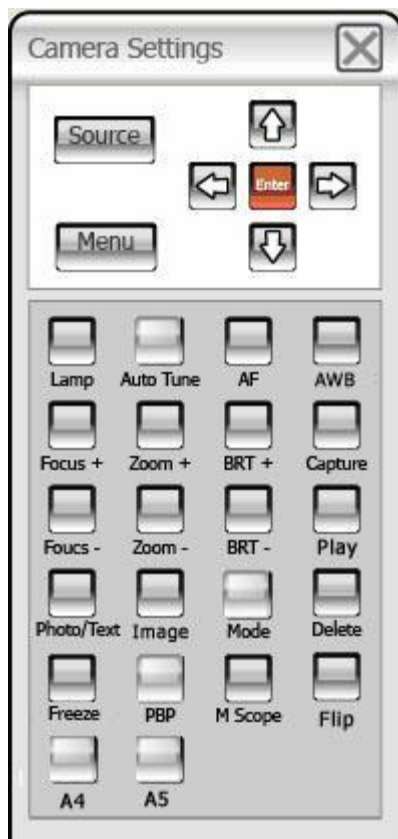 Camera Settings
Source
Enter
Menu
Lamp Auto Tune AF AWB
Focus + Zoom + BRT + Capture
Foucs - Zoom - BRT - Play
Photo/Text Image Mode Delete
Freeze PBP M Scope Flip
A4 A5